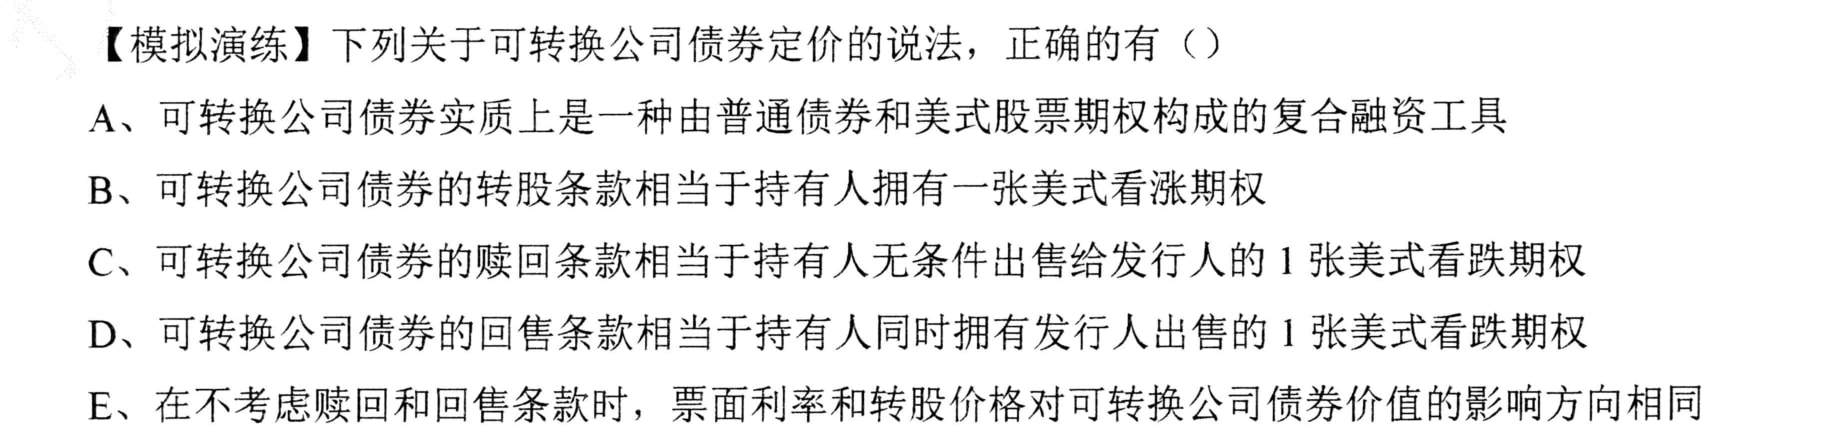 【模拟演练】下列关于可转换公司债券定价的说法，正确的有（）
A、可转换公司债券实质上是一种由普通债券和美式股票期权构成的复合融资工具
B、可转换公司债券的转股条款相当于持有人拥有一张美式看涨期权
C、可转换公司债券的赎回条款相当于持有人无条件出售给发行人的 1 张美式看跌期权
D、可转换公司债券的回售条款相当于持有人同时拥有发行人出售的 1 张美式看跌期权
E、在不考虑赎回和回售条款时，票面利率和转股价格对可转换公司债券价值的影响方向相同